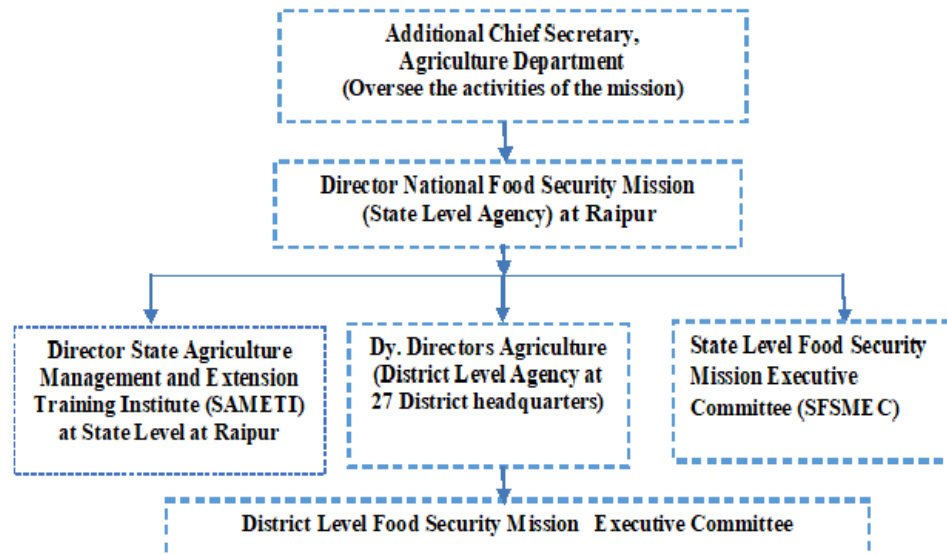 Additional Chief Secretary,
Agriculture Department
(Oversee the activities of the mission)
Director National Food Security Mission
(State Level Agency) at Raipur
Director State Agriculture
Management and Extension
Training Institute (SAMETI)
at State Level at Raipur
Dy. Directors Agriculture
(District Level Agency at
27 District headquarters)
State Level Food Security
Mission Executive
Committee (SFSMEC)
District Level Food Security Mission Executive Committee